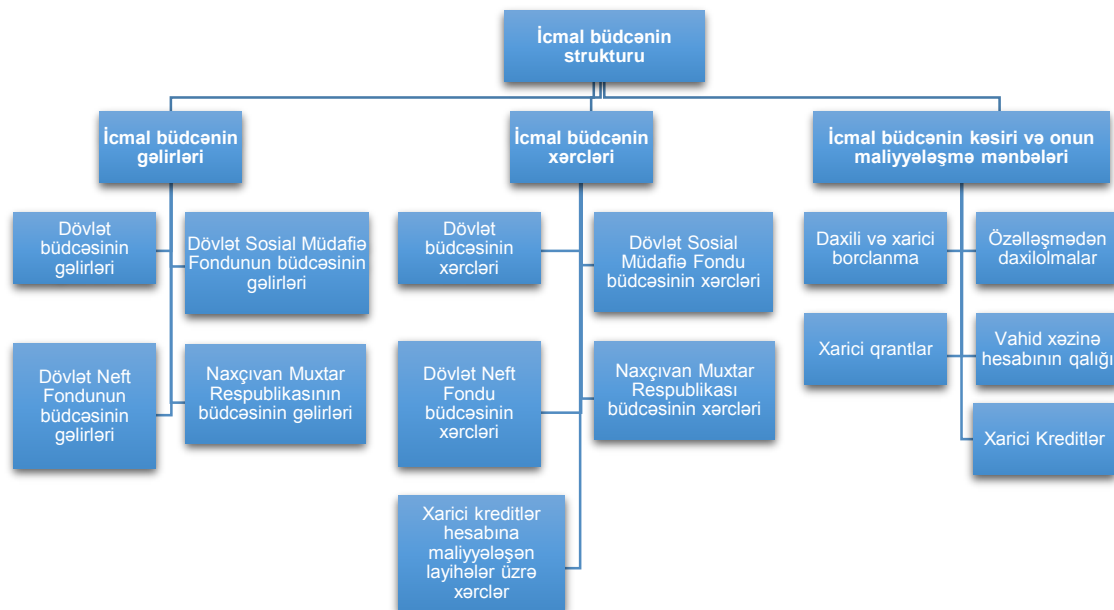 İcmal büdcənin
strukturu
İcmal büdcənin
gəlirləri
Dövlət
büdcəsinin
gəlirləri
Dövlət Sosial Müdafiə
Fondunun büdcəsinin
gəlirləri
Dövlət Neft
Fondunun
büdcəsinin
gəlirləri
Naxçıvan Muxtar
Respublikasının
büdcəsinin gəlirləri
İcmal büdcənin
xərcləri
Dövlət
büdcəsinin
xərcləri
Dövlət Sosial
Müdafiə Fondu
büdcəsinin xərcləri
Dövlət Neft
Fondu
büdcəsinin
xərcləri
Naxçıvan Muxtar
Respublikası
büdcəsinin xərcləri
Xarici kreditlər
hesabına
maliyyələşən
layihələr üzrə
xərclər
İcmal büdcənin kəsiri və onun
maliyyələşmə mənbələri
Daxili və xarici
borclanma
Özəlləşmədən
daxilolmalar
Xarici qrantlar
Vahid xəzinə
hesabının qalığı
Xarici Kreditlər